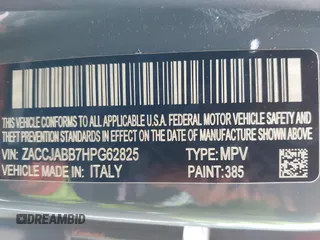 THIS VEHICLE CONFORMS TO ALL APPLICABLE U.S.A. FEDERAL MOTOR VEHICLE SAFETY,
THEFT PREVENTION STANDARDS IN EFFECT ON THE DATE OF MANUFACTURE SHOWN ABOVE
VIN: ZACCJABB7HPG62825 TYPE: MPV
VEHICLE MADE IN: ITALY PAINT: 385
DREAMBID